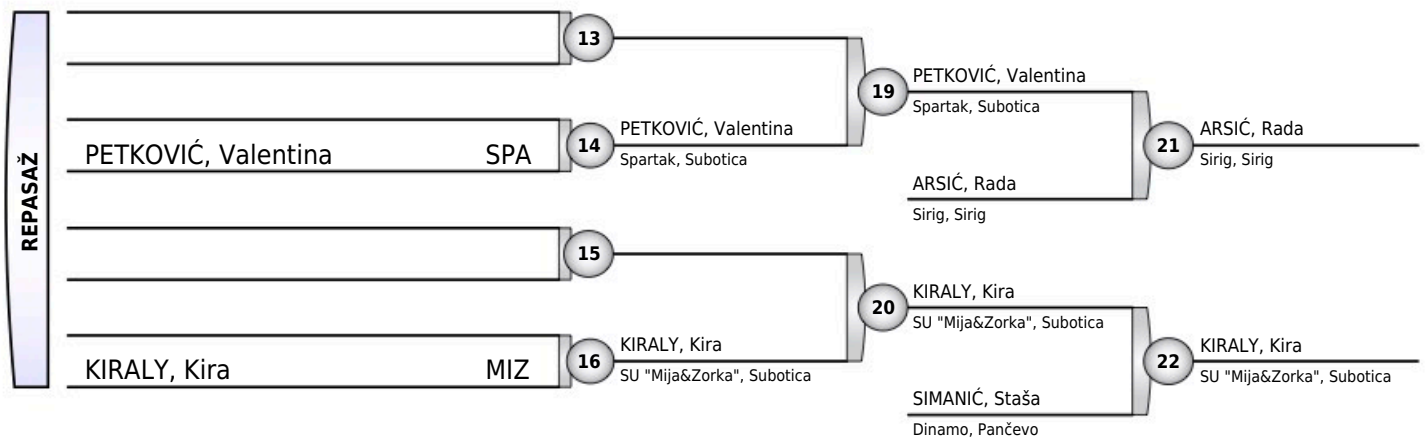 REPASAŽ
13
PETKOVIĆ, Valentina SPA
14
PETKOVIĆ, Valentina
Spartak, Subotica
19
PETKOVIĆ, Valentina
Spartak, Subotica
ARSIĆ, Rada
Sirig, Sirig
21
ARSIĆ, Rada
Sirig, Sirig
15
KIRALY, Kira MIZ
16
KIRALY, Kira
SU "Mija&Zorka", Subotica
20
KIRALY, Kira
SU "Mija&Zorka", Subotica
SIMANIĆ, Staša
Dinamo, Pančevo
22
KIRALY, Kira
SU "Mija&Zorka", Subotica